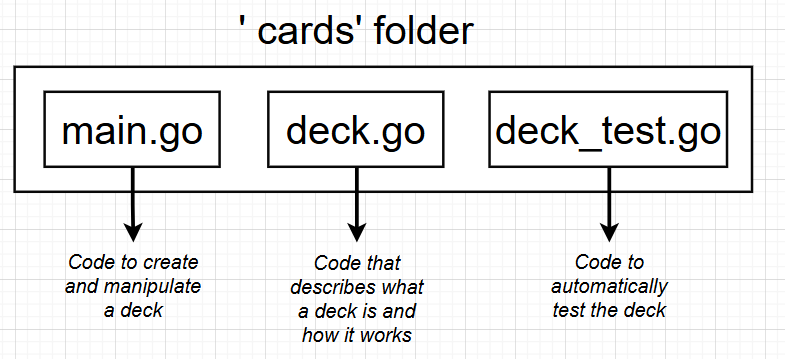 ' cards' folder
main.go
deck.go
deck_test.go
Code to create
and manipulate
a deck
Code that
describes what
a deck is and
how it works
Code to
automatically
test the deck